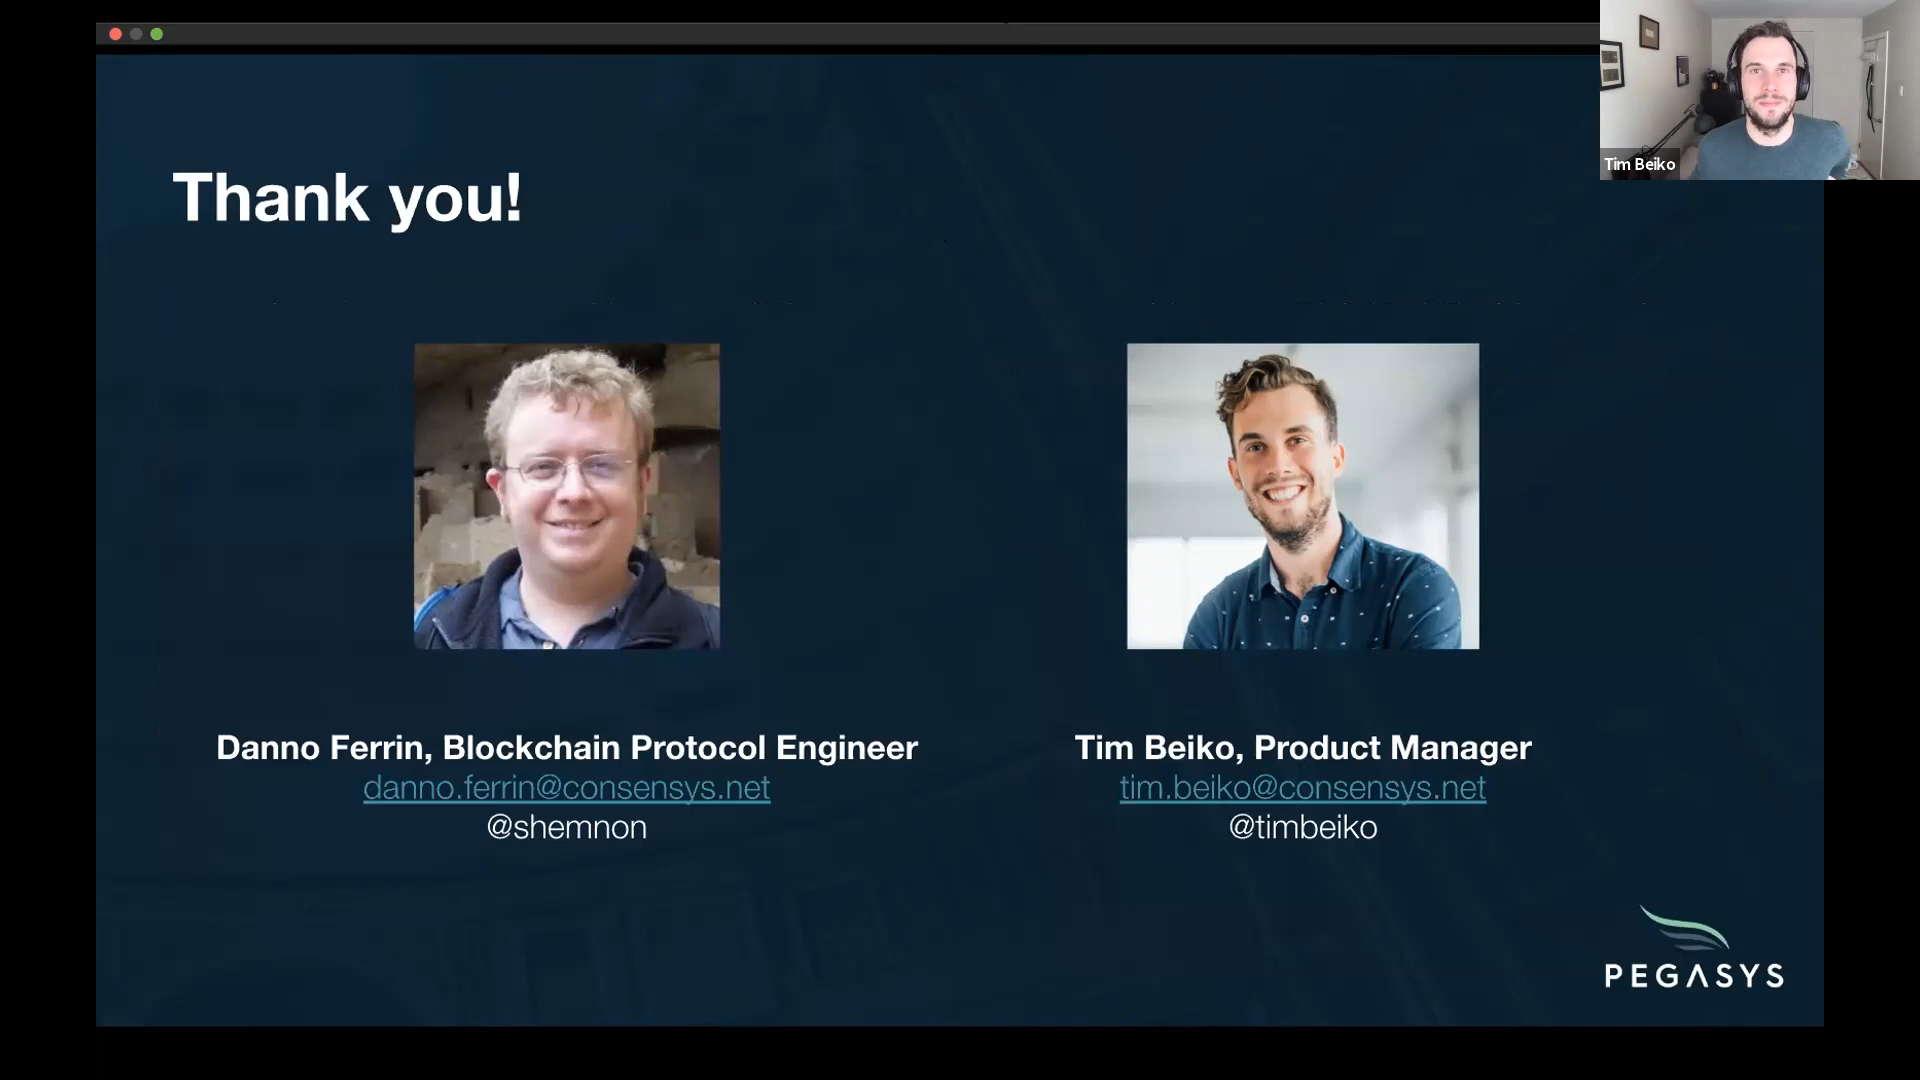 Tim Beiko
Thank you!
Danno Ferrin, Blockchain Protocol Engineer
danno.ferrin@consensys.net
@shemnon
Tim Beiko, Product Manager
tim.beiko@consensys.net
@timbeiko
PEGASYS